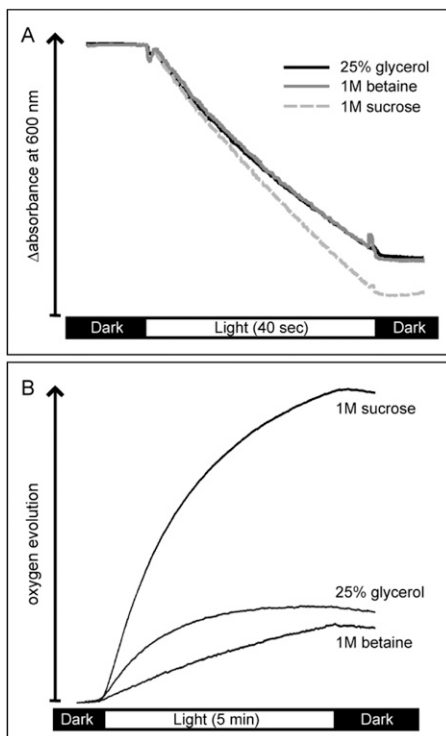 A
Δabsorbance at 600 nm
25% glycerol
1M betaine
1M sucrose
Dark
Light (40 sec)
Dark
B
oxygen evolution
1M sucrose
25% glycerol
1M betaine
Dark
Light (5 min)
Dark